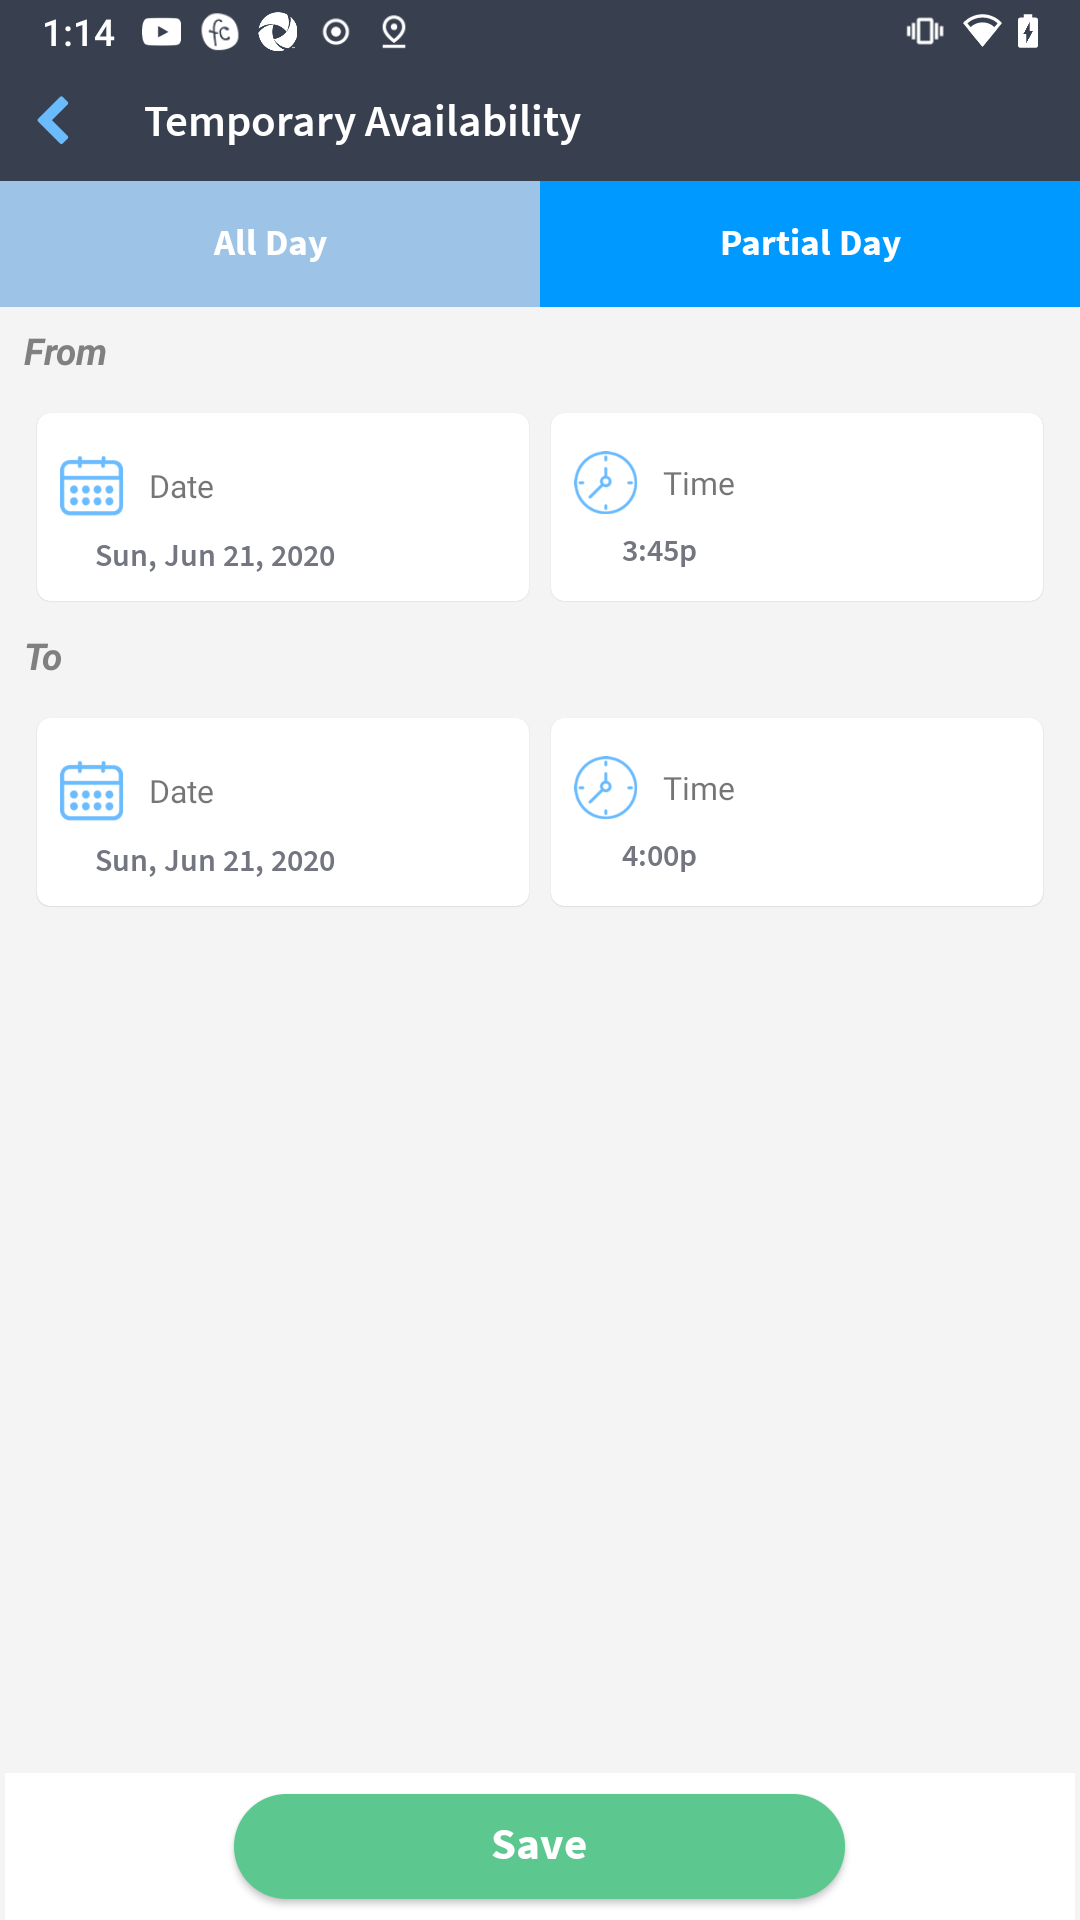 1:14
Temporary Availability
All Day
Partial Day
From
Date
Time
Sun, Jun 21, 2020
3:45p
To
Date
Time
Sun, Jun 21, 2020
4:00p
Save